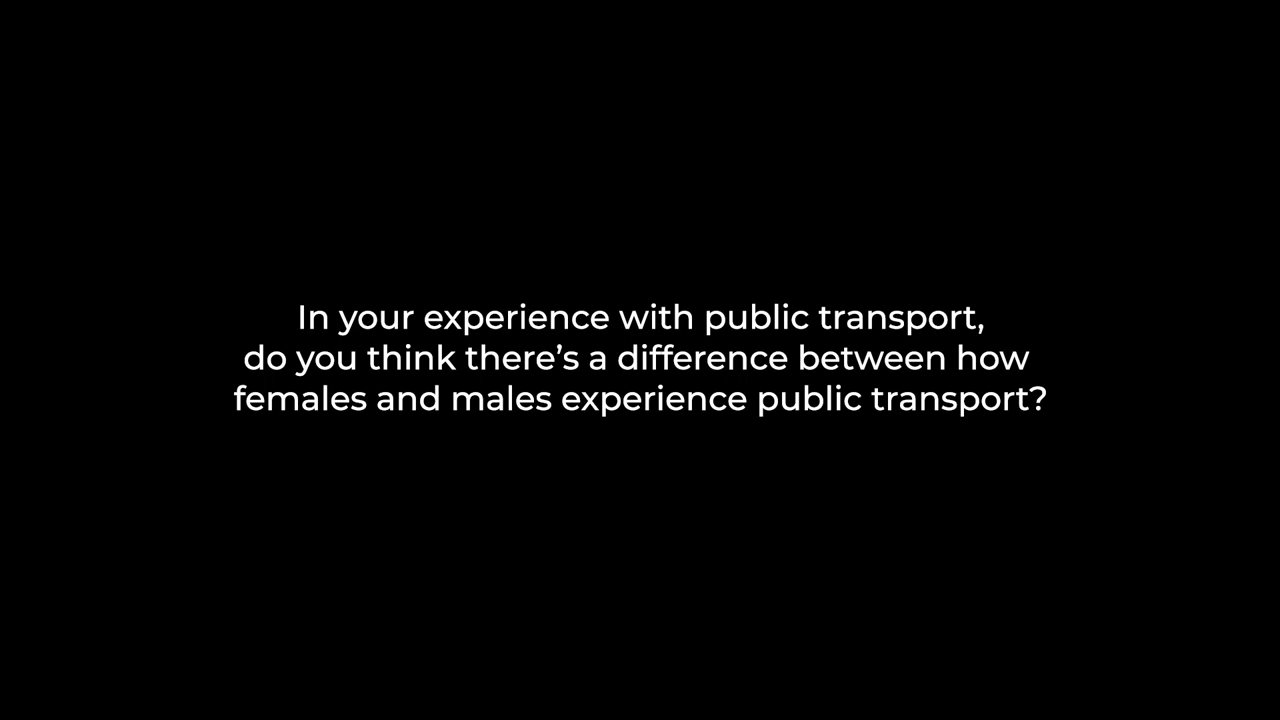 In your experience with public transport,
do you think there’s a difference between how
females and males experience public transport?